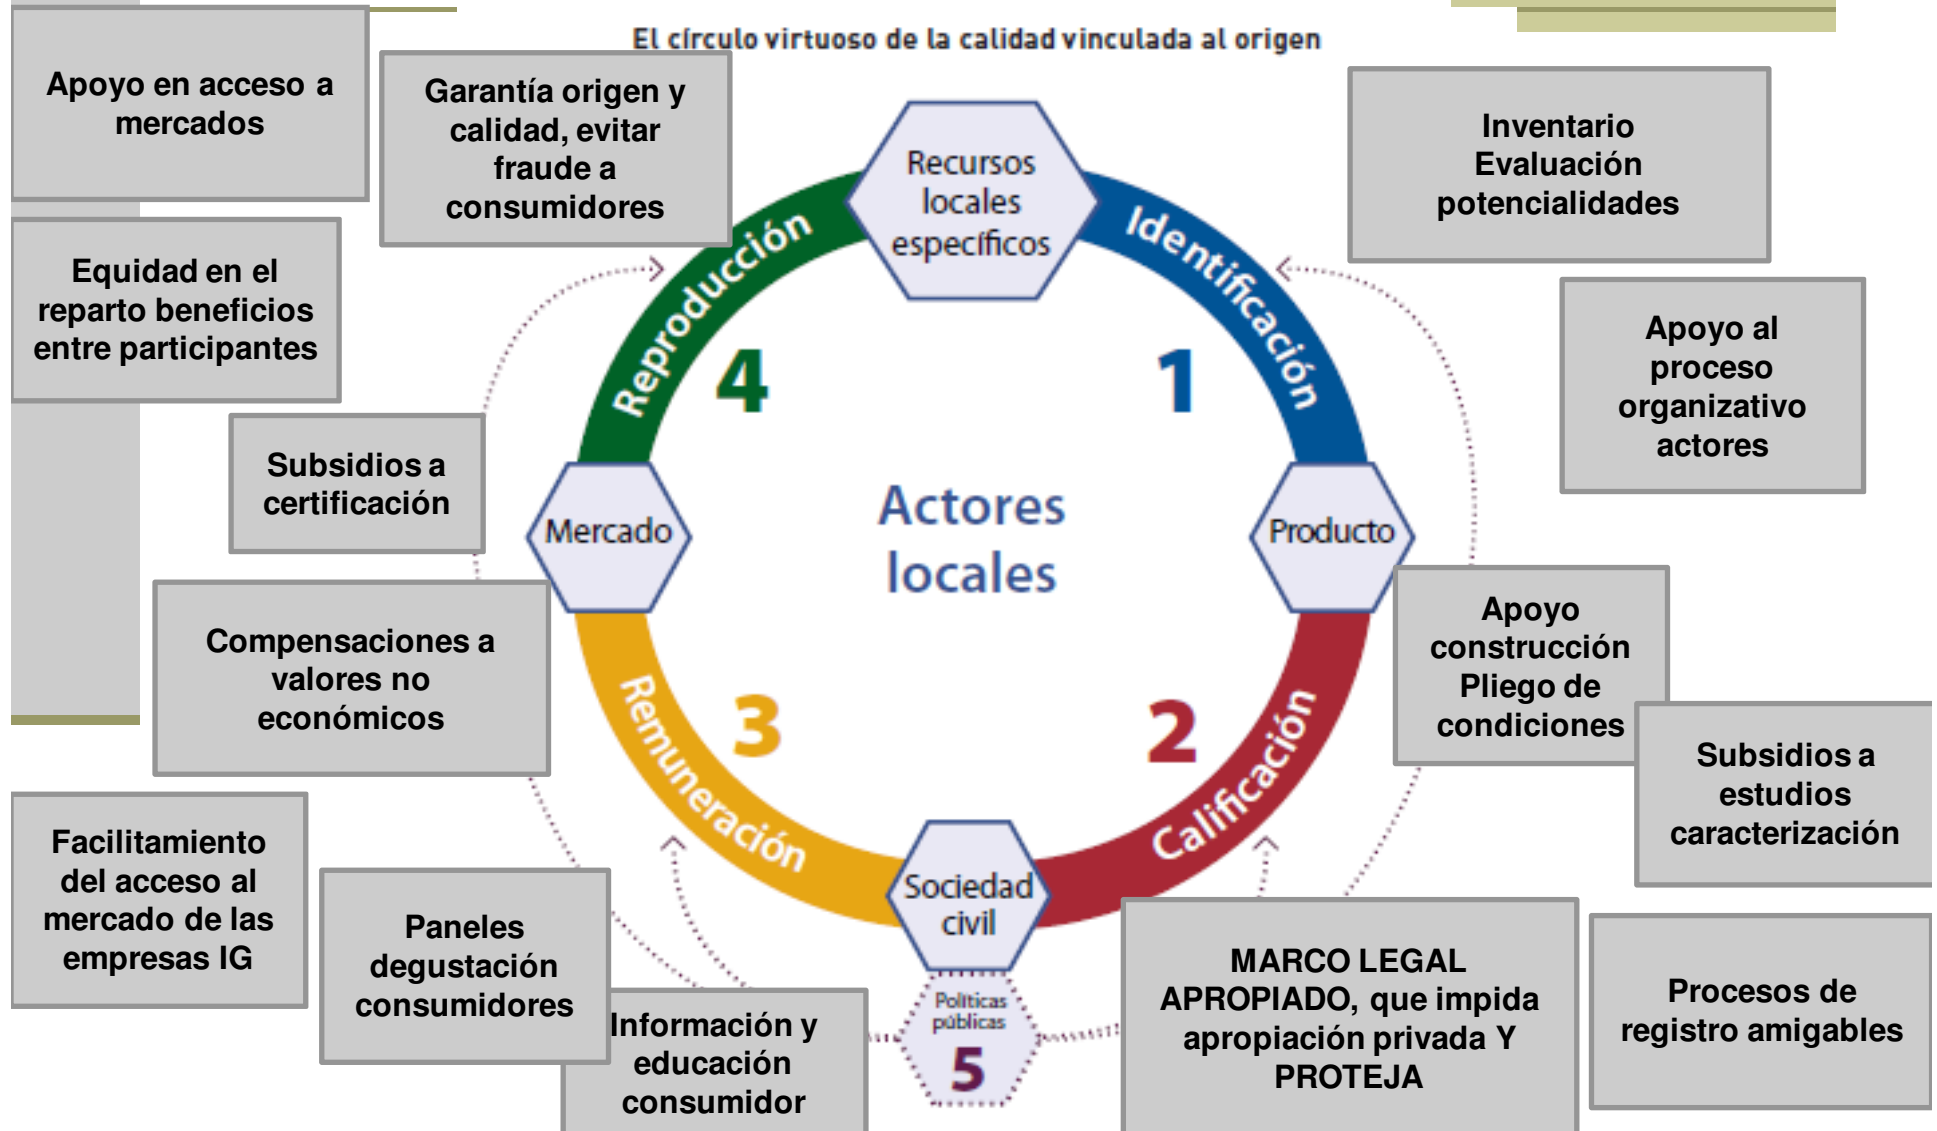 El círculo virtuoso de la calidad vinculada al origen
Apoyo en acceso a
mercados
Garantía origen y
calidad, evitar
fraude a
consumidores
Inventario
Evaluación
potencialidades
Recursos
locales
específicos
Equidad en el
reparto beneficios
entre participantes
Reproducción
4
Identificación
1
Apoyo al
proceso
organizativo
actores
Subsidios a
certificación
Mercado
Actores
locales
Producto
Compensaciones a
valores no
económicos
Remuneración
3
Calificación
2
Apoyo
construcción
Pliego de
condiciones
Subsidios a
estudios
caracterización
Facilitamiento
del acceso al
mercado de las
empresas IG
Paneles
degustación
consumidores
Sociedad
civil
Información y
educación
consumidor
Políticas
públicas
5
MARCO LEGAL
APROPIADO, que impida
apropiación privada Y
PROTEJA
Procesos de
registro amigables